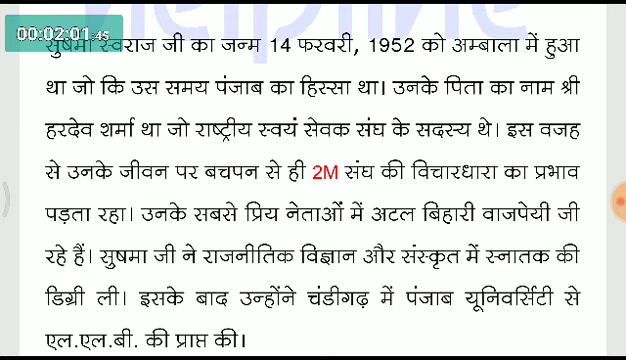 00:02:01:45
सुषमा स्वराज जी का जन्म 14 फरवरी, 1952 को अम्बाला में हुआ
था जो कि उस समय पंजाब का हिस्सा था। उनके पिता का नाम श्री
हरदेव शर्मा था जो राष्ट्रीय स्वयं सेवक संघ के सदस्य थे। इस वजह
से उनके जीवन पर बचपन से ही 2M संघ की विचारधारा का प्रभाव
पड़ता रहा। उनके सबसे प्रिय नेताओं में अटल बिहारी वाजपेयी जी
रहे हैं। सुषमा जी ने राजनीतिक विज्ञान और संस्कृत में स्नातक की
डिग्री ली। इसके बाद उन्होंने चंडीगढ़ में पंजाब यूनिवर्सिटी से
एल.एल.बी. की प्राप्त की।